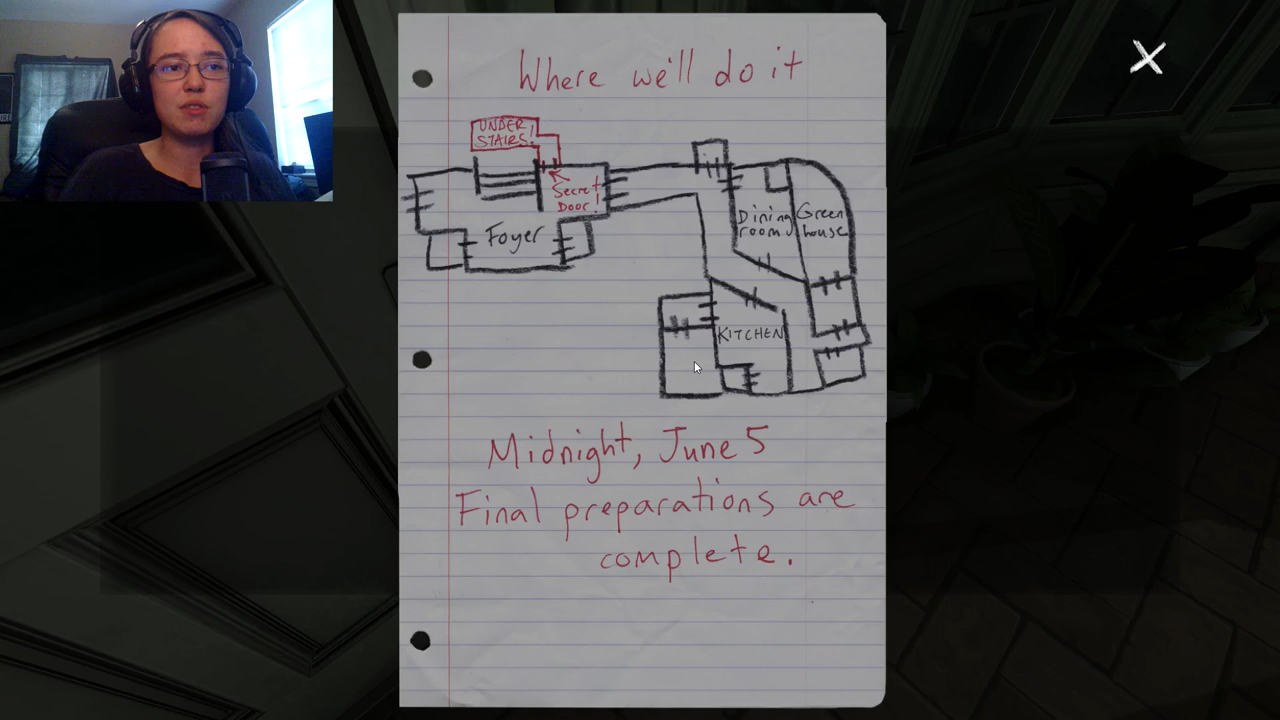 Where we'll do it
UNDER
STAIRS!
Secret
Door!
Foyer
Dining
room
Green
house
KITCHEN
Midnight, June 5
Final preparations are
complete.